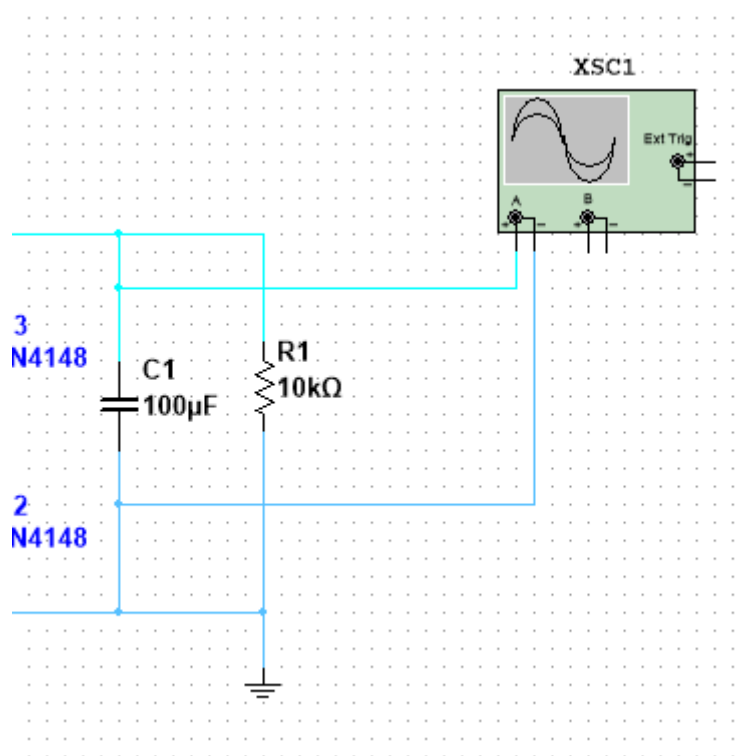 XSC1
Ext Trig
+
-
A
B
+ - + -
3
N4148
C1
100µF
R1
10kΩ
2
N4148